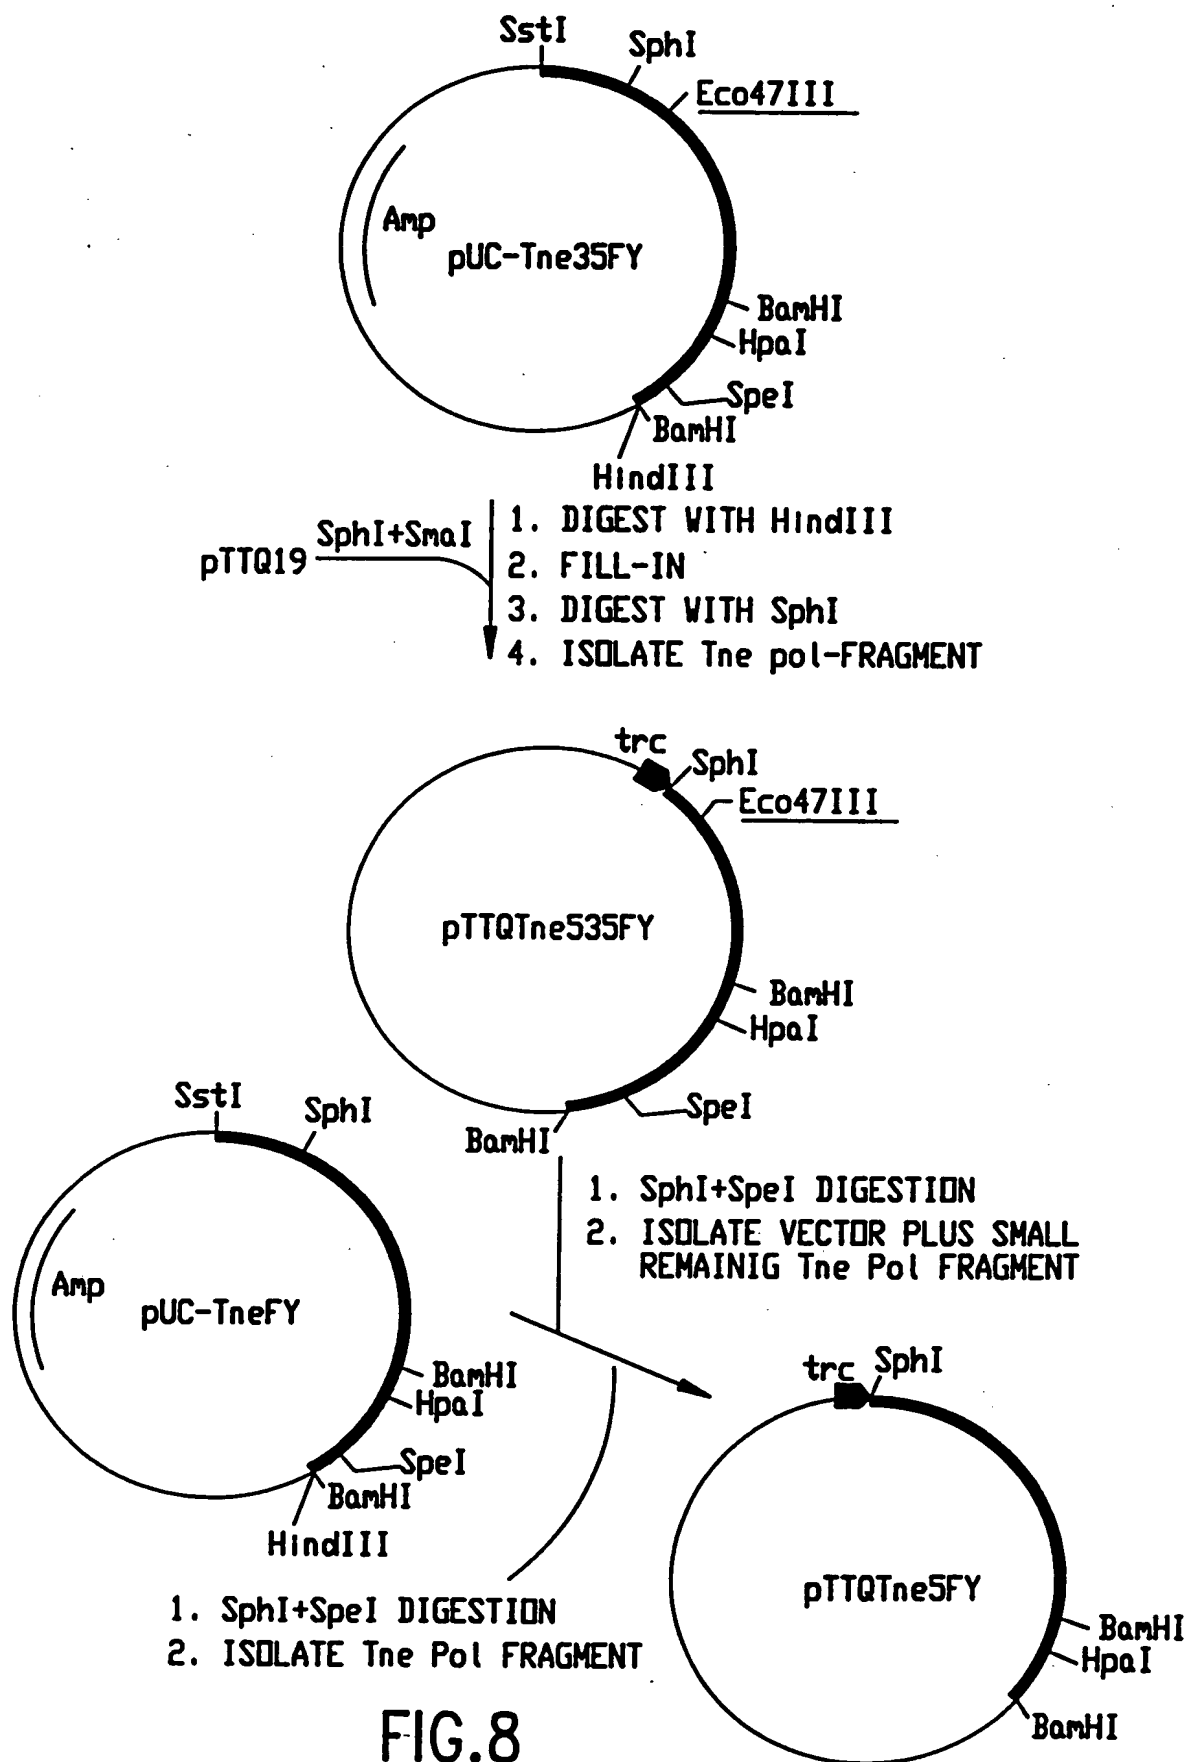 SstI
SphI
Eco47III
Amp
pUC-Tne35FY
BamHI
HpaI
SpeI
BamHI
HindIII
pTTQ19
SphI+SmaI
1. DIGEST WITH HindIII
2. FILL-IN
3. DIGEST WITH SphI
4. ISOLATE Tne pol-FRAGMENT
trc
SphI
Eco47III
pTTQTne535FY
BamHI
HpaI
SpeI
BamHI
1. SphI+SpeI DIGESTION
2. ISOLATE VECTOR PLUS SMALL
REMAINIG Tne Pol FRAGMENT
SstI
SphI
Amp
pUC-TneFY
BamHI
HpaI
SpeI
BamHI
HindIII
1. SphI+SpeI DIGESTION
2. ISOLATE Tne Pol FRAGMENT
trc
SphI
pTTQTne5FY
BamHI
HpaI
BamHI
FIG.8